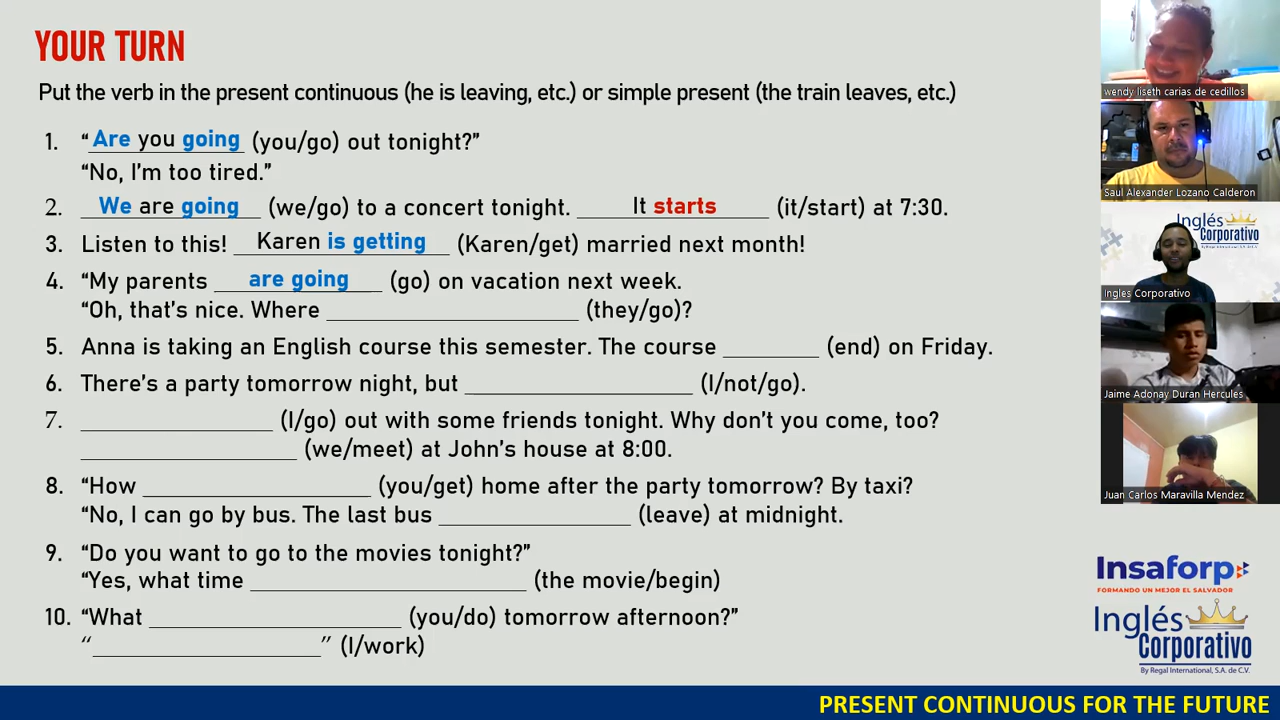 YOUR TURN
Put the verb in the present continuous (he is leaving, etc.) or simple present (the train leaves, etc.)
1. “Are you going (you/go) out tonight?”
“No, I’m too tired.”
2. We are going (we/go) to a concert tonight. It starts (it/start) at 7:30.
3. Listen to this! Karen is getting (Karen/get) married next month!
4. “My parents are going (go) on vacation next week.
“Oh, that’s nice. Where ____________ (they/go)?
5. Anna is taking an English course this semester. The course ________ (end) on Friday.
6. There’s a party tomorrow night, but ____________ (I/not/go).
7. ____________ (I/go) out with some friends tonight. Why don’t you come, too?
____________ (we/meet) at John’s house at 8:00.
8. “How ____________ (you/get) home after the party tomorrow? By taxi?
“No, I can go by bus. The last bus ____________ (leave) at midnight.
9. “Do you want to go to the movies tonight?”
“Yes, what time ____________ (the movie/begin)
10. “What ____________ (you/do) tomorrow afternoon?”
“____________” (I/work)
wendy liseth carias de cedillos
Saul Alexander Lozano Calderon
Inglés
Corporativo
Ingles Corporativo
Jaime Adonay Duran Hercules
Juan Carlos Maravilla Mendez
Insaforp
FORMANDO UN MEJOR EL SALVADOR
Inglés
Corporativo
By Regal International, S.A. de C.V.
PRESENT CONTINUOUS FOR THE FUTURE